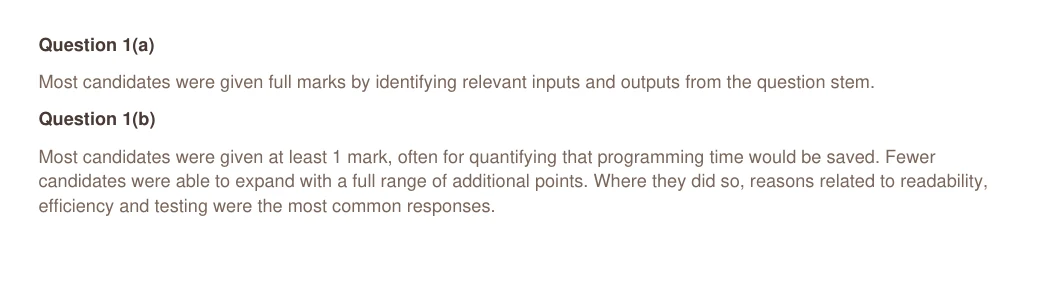 Question 1(a)
Most candidates were given full marks by identifying relevant inputs and outputs from the question stem.
Question 1(b)
Most candidates were given at least 1 mark, often for quantifying that programming time would be saved. Fewer
candidates were able to expand with a full range of additional points. Where they did so, reasons related to readability,
efficiency and testing were the most common responses.